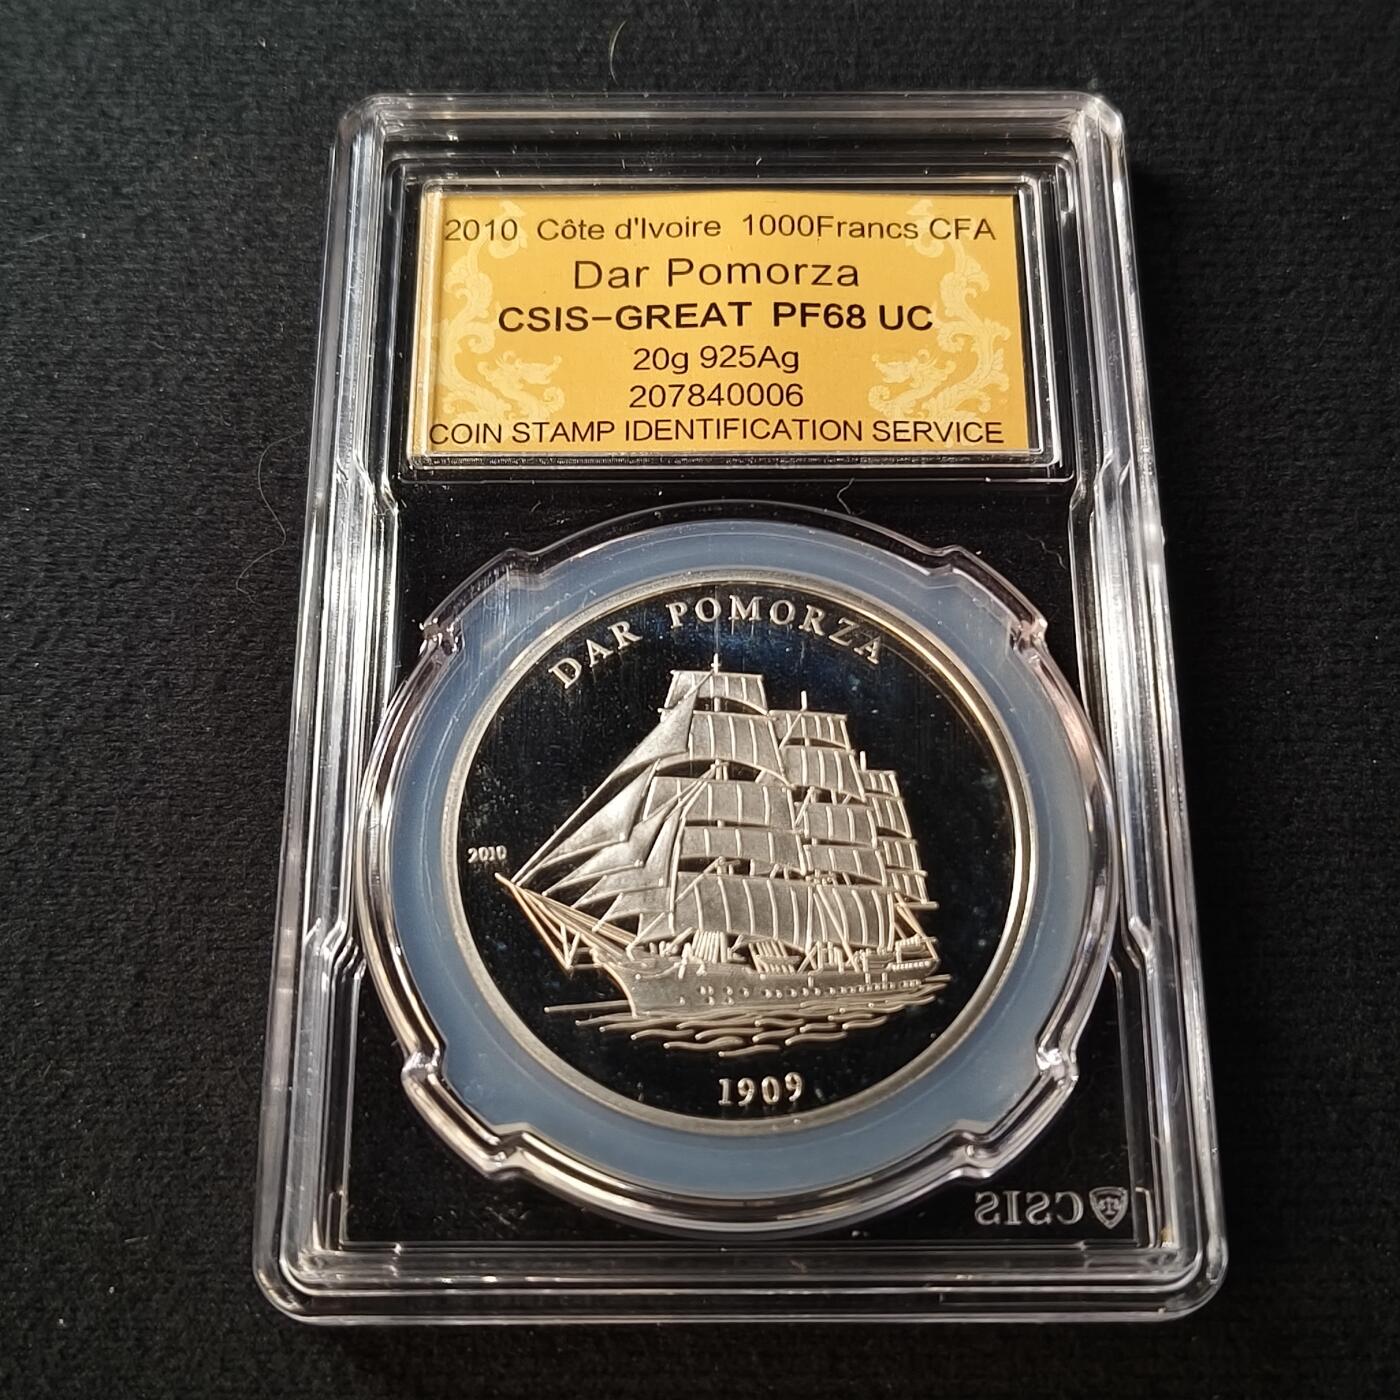 2010 Côte d'Ivoire 1000Francs CFA
Dar Pomorza
CSIS-GREAT PF68 UC
20g 925Ag
207840006
COIN STAMP IDENTIFICATION SERVICE
DAR POMORZA
2010
1909
CSIS